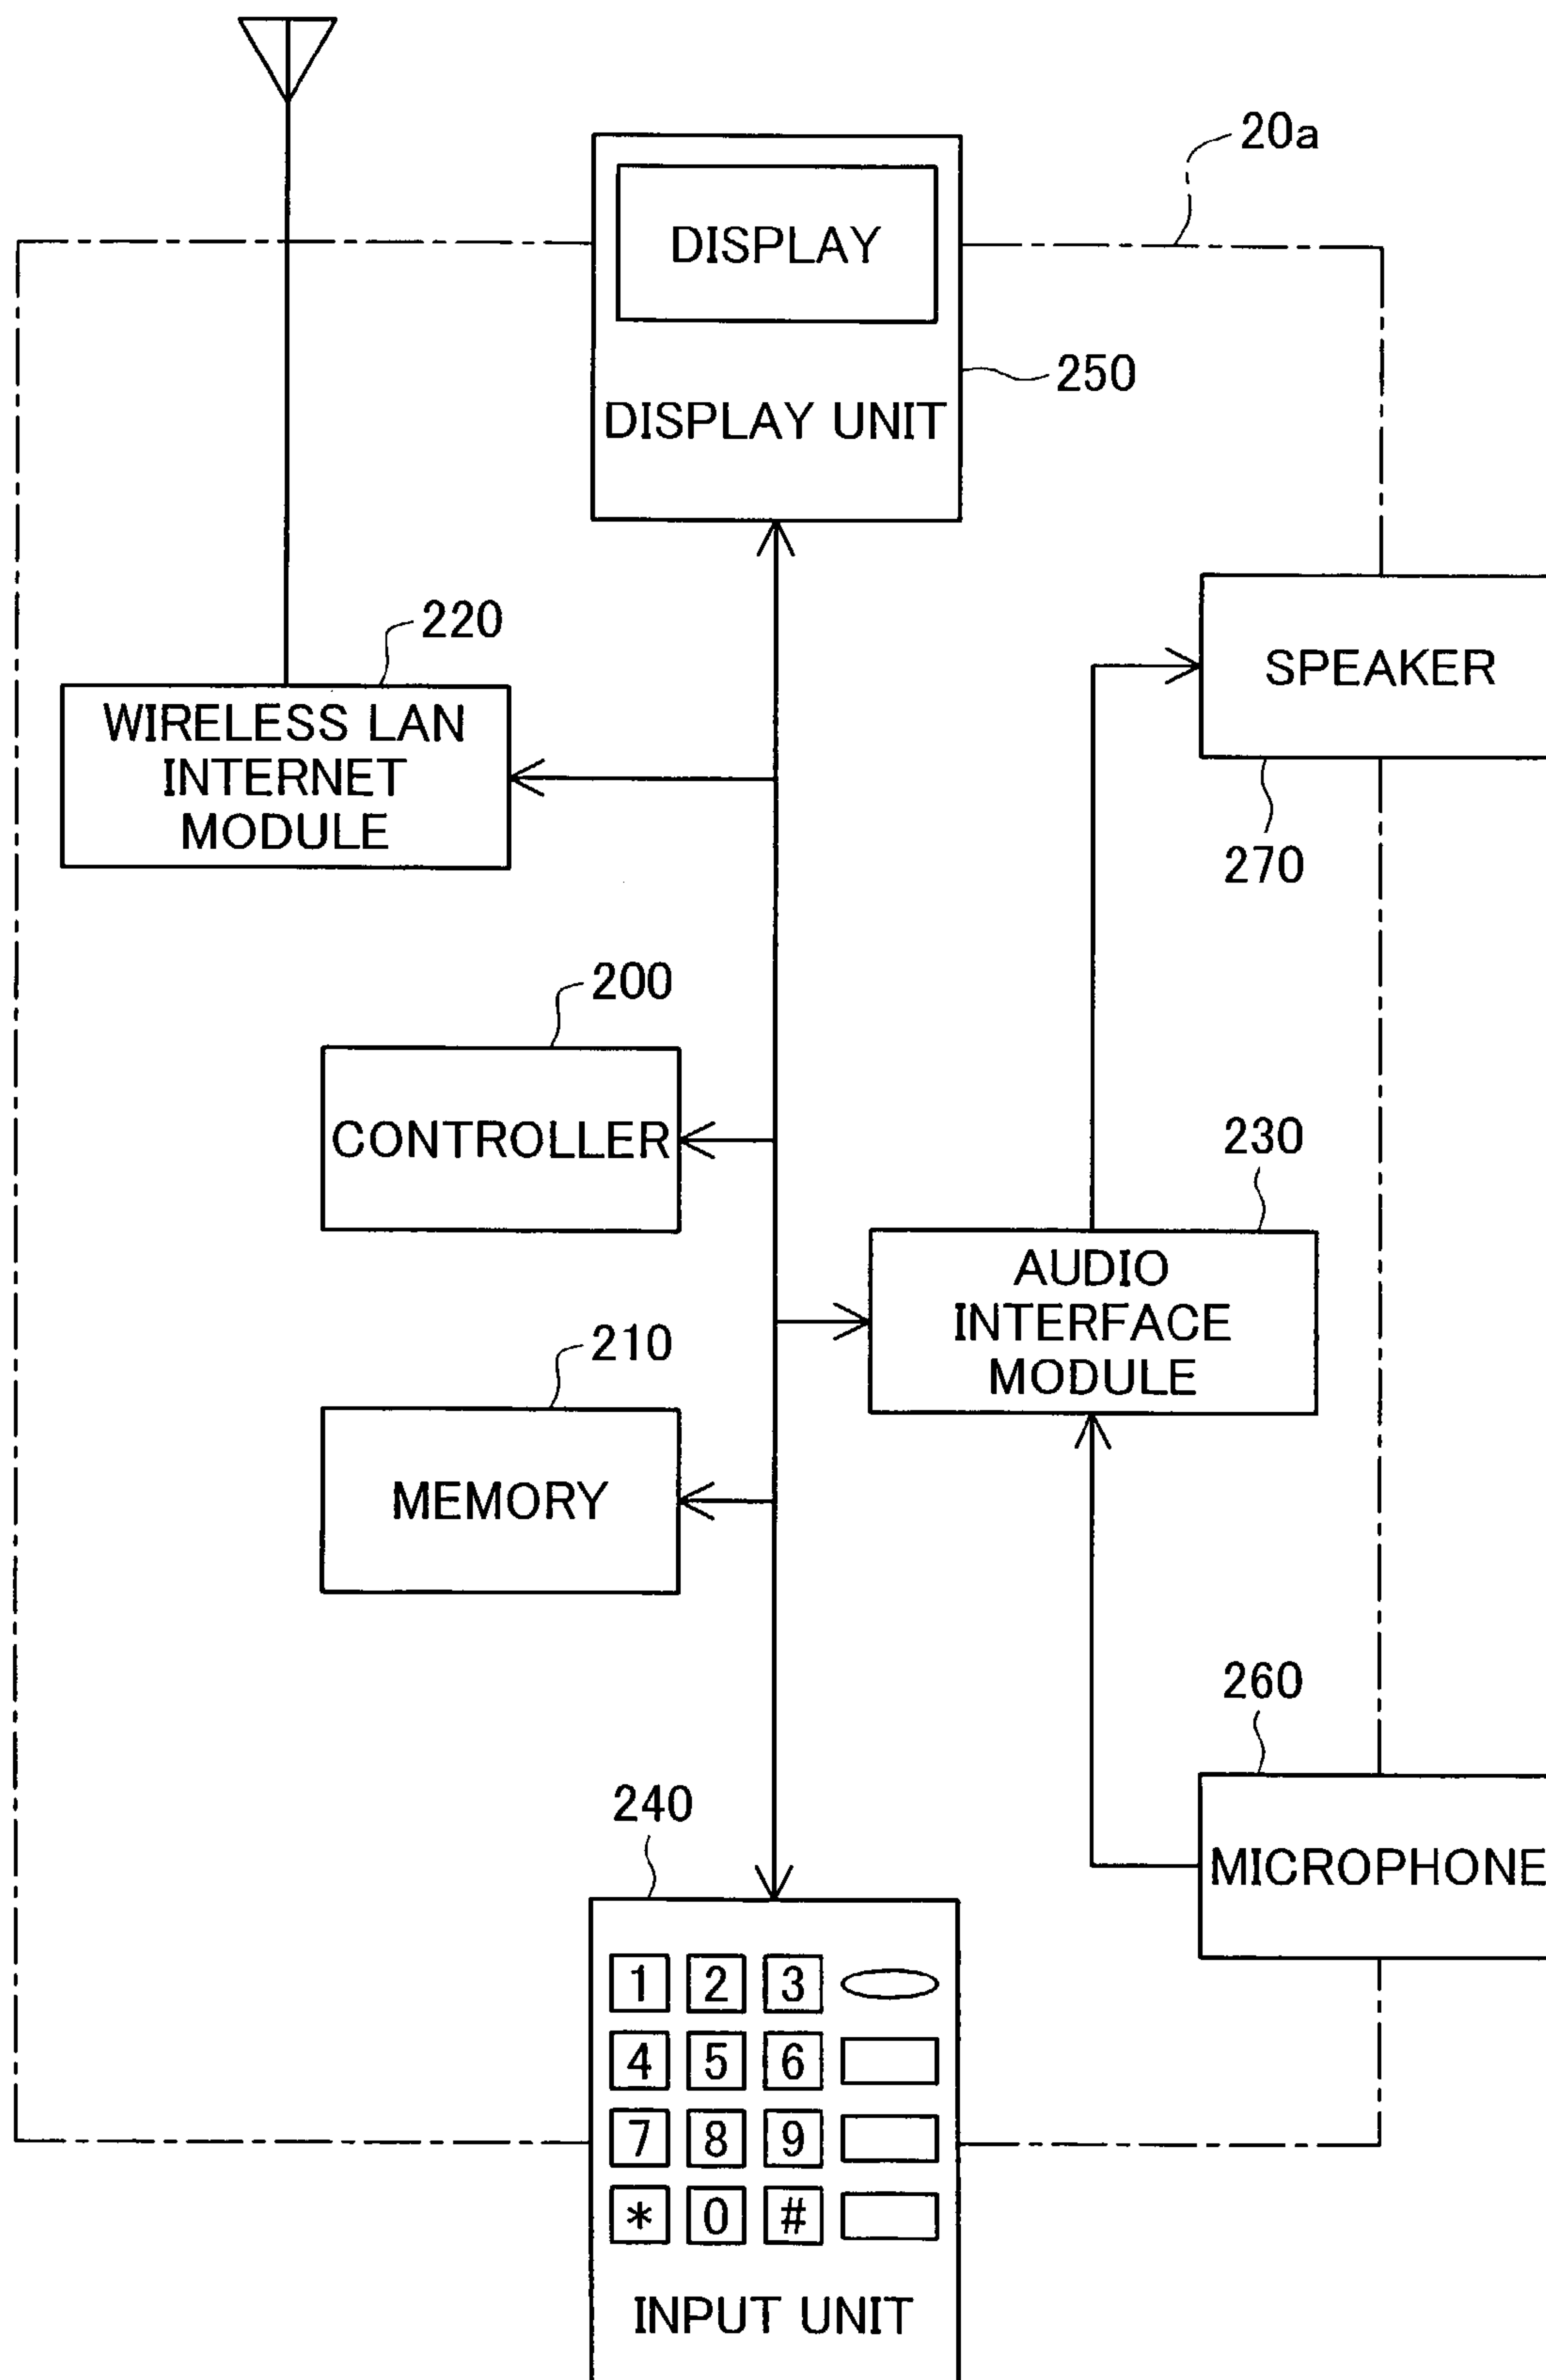 20a
DISPLAY
250
DISPLAY UNIT
220
WIRELESS LAN
INTERNET
MODULE
SPEAKER
270
200
CONTROLLER
230
AUDIO
INTERFACE
MODULE
210
MEMORY
260
MICROPHONE
240
1 2 3
4 5 6
7 8 9
* 0 #
INPUT UNIT